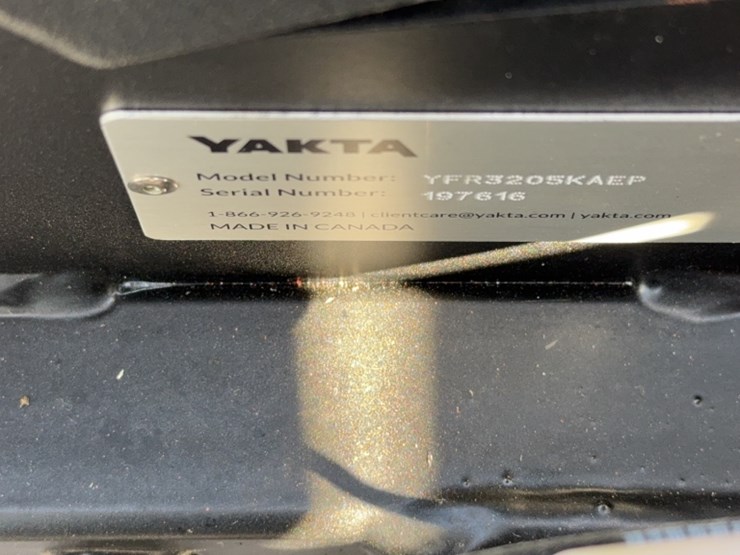 YAKTA
Model Number: YFR3205KAEP
Serial Number: 197616
1-866-926-9248 | clientcare@yakta.com | yakta.com
MADE IN CANADA